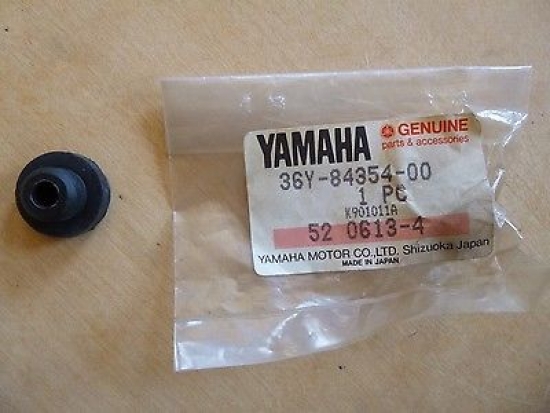 YAMAHA GENUINE
parts & accessories
36Y-84354-00
1 PC
K901011A
52 0613-4
YAMAHA MOTOR CO.,LTD. Shizuoka Japan
MADE IN JAPAN